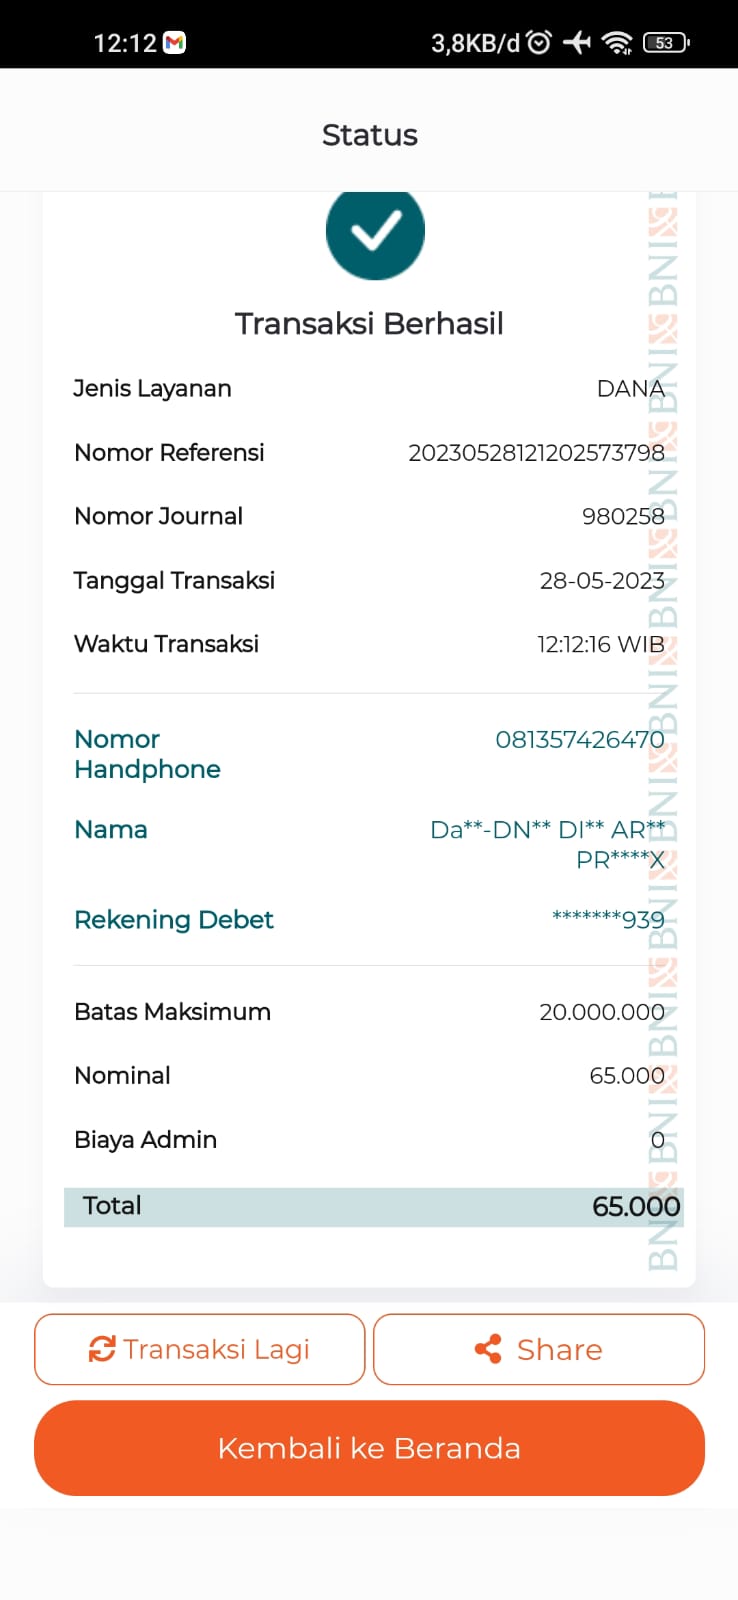 12:12
3,8KB/d
53
Status
Transaksi Berhasil
Jenis Layanan DANA
Nomor Referensi 20230528121202573798
Nomor Journal 980258
Tanggal Transaksi 28-05-2023
Waktu Transaksi 12:12:16 WIB
Nomor Handphone 081357426470
Nama Da**-DN** DI** AR**
PR****X
Rekening Debet *******939
Batas Maksimum 20.000.000
Nominal 65.000
Biaya Admin 0
Total 65.000
BNI BNI BNI BNI BNI BNI BNI BNI BNI BNI
Transaksi Lagi
Share
Kembali ke Beranda